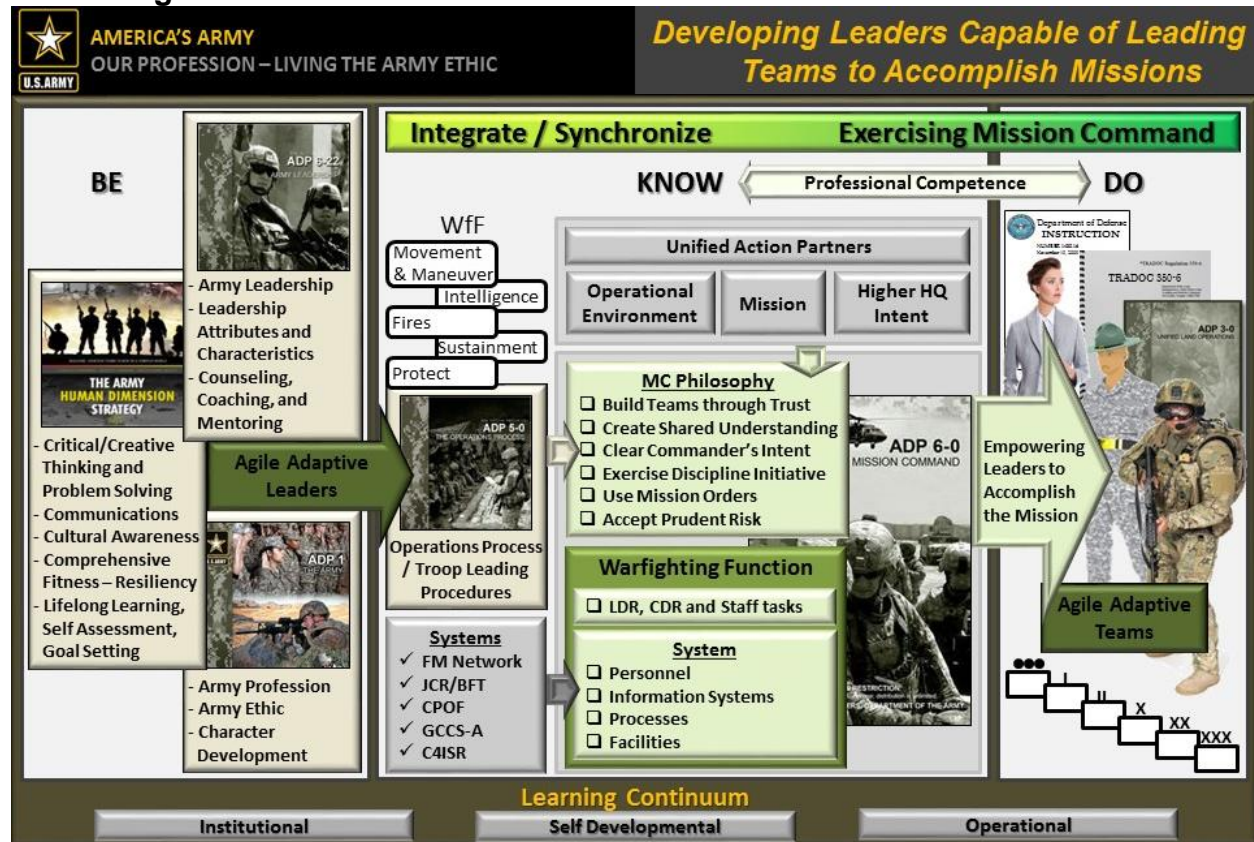 AMERICA'S ARMY
OUR PROFESSION – LIVING THE ARMY ETHIC
U.S.ARMY
Developing Leaders Capable of Leading
Teams to Accomplish Missions
BE
ADP 6-22
ARMY LEADERSHIP
- Army Leadership
- Leadership
Attributes and
Characteristics
- Counseling,
Coaching, and
Mentoring
THE ARMY
HUMAN DIMENSION
STRATEGY
- Critical/Creative
Thinking and
Problem Solving
- Communications
- Cultural Awareness
- Comprehensive
Fitness – Resiliency
- Lifelong Learning,
Self Assessment,
Goal Setting
Agile Adaptive
Leaders
ADP 1
THE ARMY
- Army Profession
- Army Ethic
- Character
Development
Integrate / Synchronize
Exercising Mission Command
KNOW
Professional Competence
DO
WfF
Movement
& Maneuver
Intelligence
Fires
Sustainment
Protect
ADP 5-0
THE OPERATIONS PROCESS
Operations Process
/ Troop Leading
Procedures
Systems
✓ FM Network
✓ JCR/BFT
✓ CPOF
✓ GCCS-A
✓ C4ISR
Unified Action Partners
Operational
Environment
Mission
Higher HQ
Intent
MC Philosophy
❑ Build Teams through Trust
❑ Create Shared Understanding
❑ Clear Commander's Intent
❑ Exercise Discipline Initiative
❑ Use Mission Orders
❑ Accept Prudent Risk
ADP 6-0
MISSION COMMAND
Warfighting Function
❑ LDR, CDR and Staff tasks
System
❑ Personnel
❑ Information Systems
❑ Processes
❑ Facilities
DEPARTMENT OF THE ARMY
Department of Defense
INSTRUCTION
TRADOC 350-6
ADP 3-0
UNIFIED LAND OPERATIONS
Empowering
Leaders to
Accomplish
the Mission
Agile Adaptive
Teams
I
II
X
XX
XXX
Learning Continuum
Institutional
Self Developmental
Operational